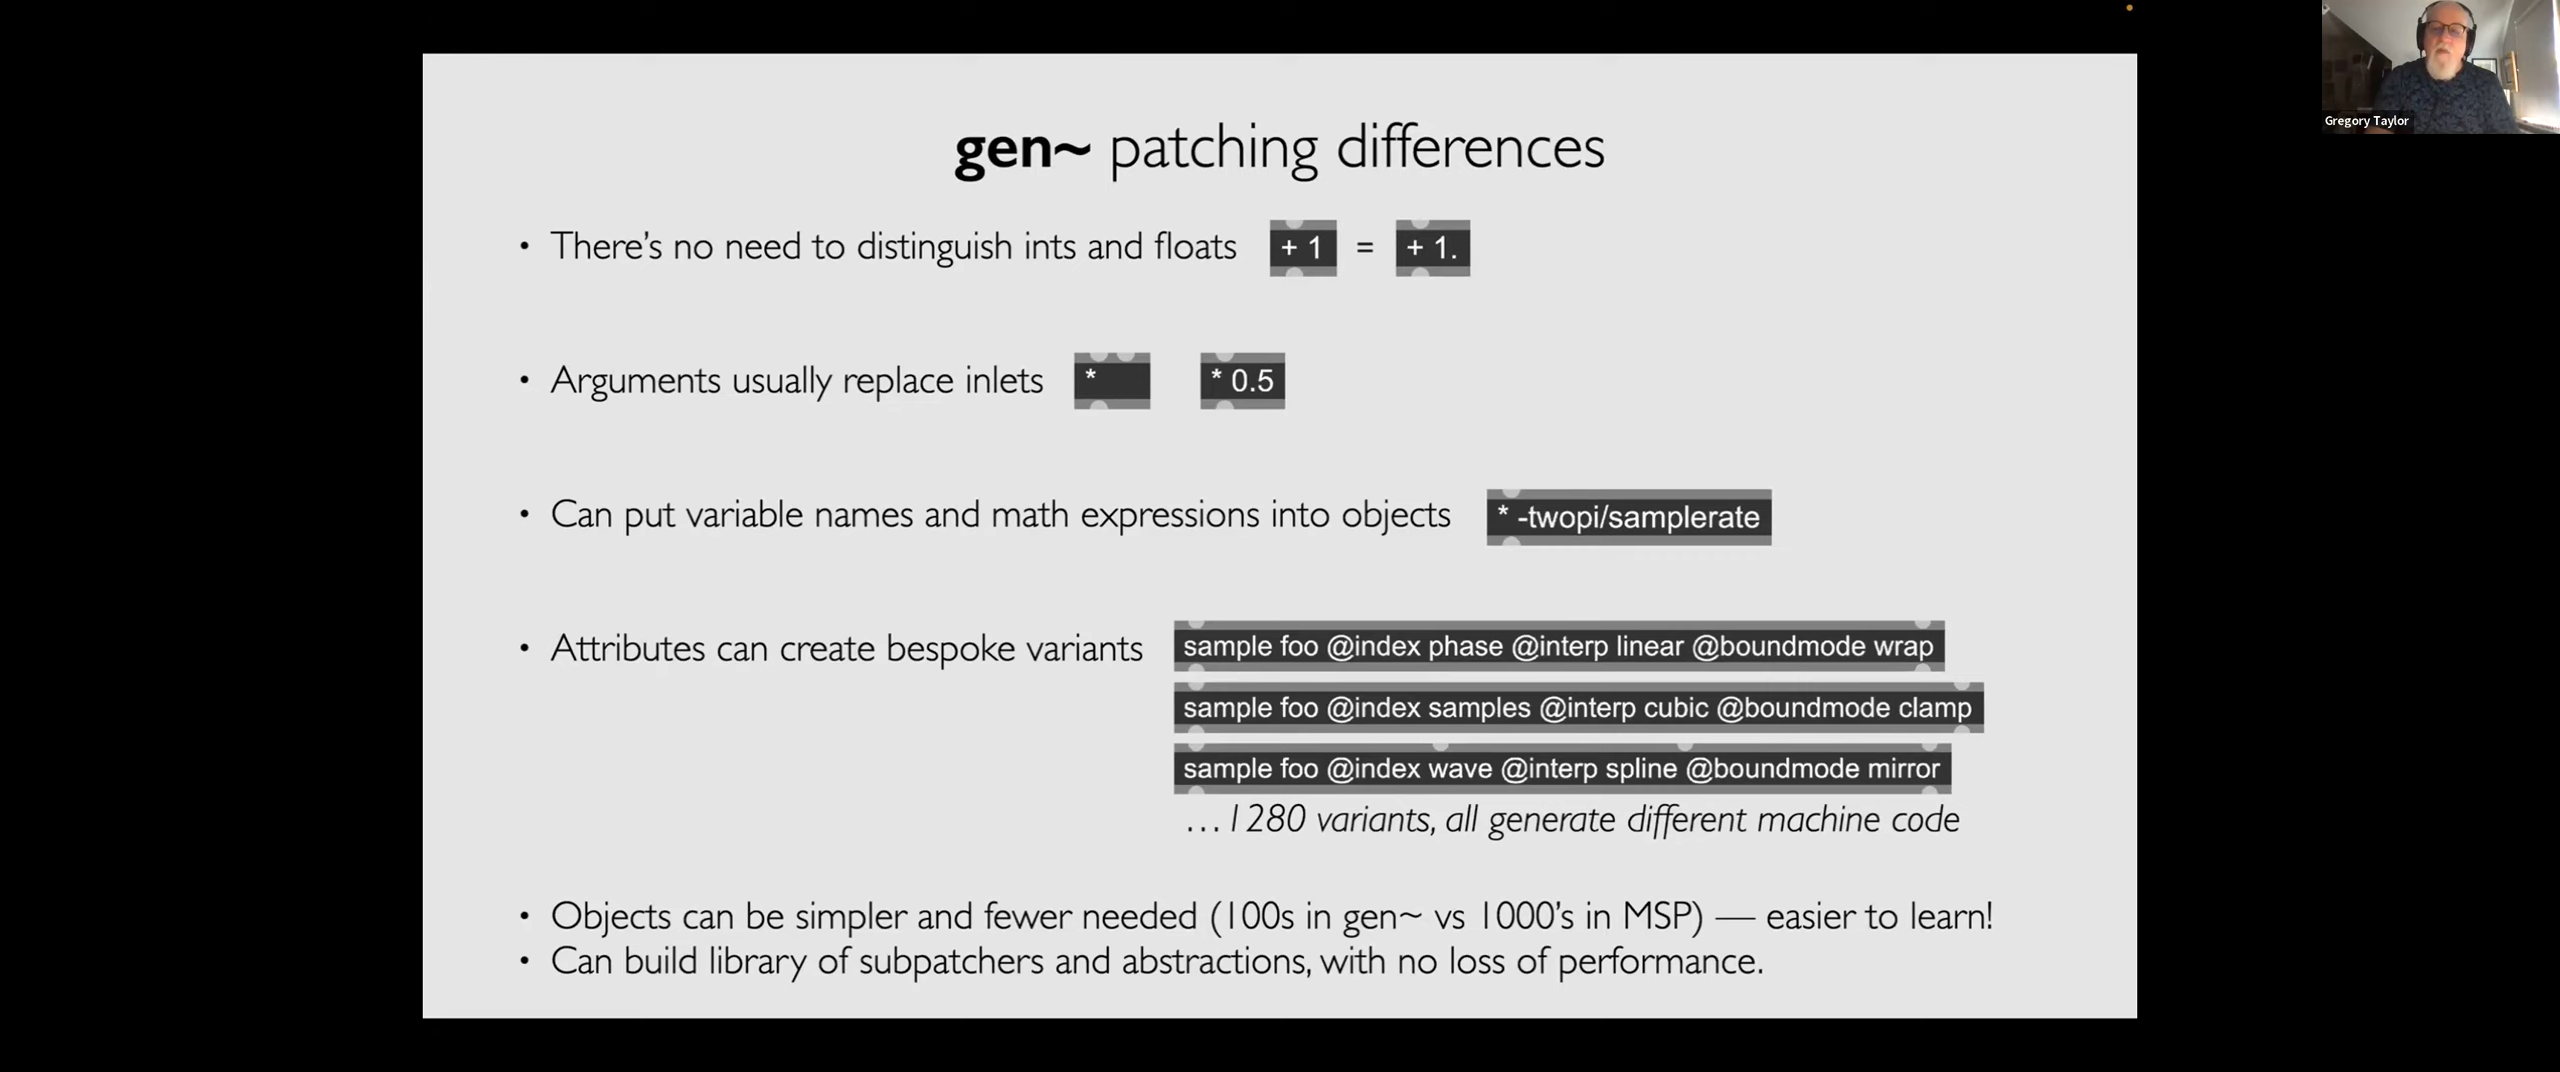 Gregory Taylor
gen~ patching differences
• There's no need to distinguish ints and floats + 1 = + 1.
• Arguments usually replace inlets * * 0.5
• Can put variable names and math expressions into objects * -twopi/samplerate
• Attributes can create bespoke variants sample foo @index phase @interp linear @boundmode wrap
sample foo @index samples @interp cubic @boundmode clamp
sample foo @index wave @interp spline @boundmode mirror
…1280 variants, all generate different machine code
• Objects can be simpler and fewer needed (100s in gen~ vs 1000's in MSP) — easier to learn!
• Can build library of subpatchers and abstractions, with no loss of performance.